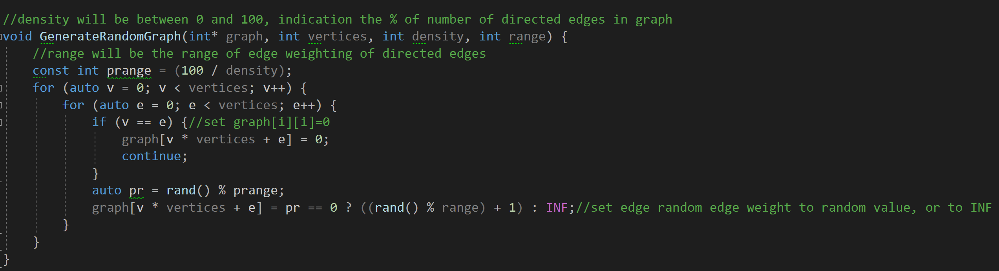 //density will be between 0 and 100, indication the % of number of directed edges in graph
void GenerateRandomGraph(int* graph, int vertices, int density, int range) {
    //range will be the range of edge weighting of directed edges
    const int prange = (100 / density);
    for (auto v = 0; v < vertices; v++) {
        for (auto e = 0; e < vertices; e++) {
            if (v == e) {//set graph[i][i]=0
                graph[v * vertices + e] = 0;
                continue;
            }
            auto pr = rand() % prange;
            graph[v * vertices + e] = pr == 0 ? ((rand() % range) + 1) : INF;//set edge random edge weight to random value, or to INF
        }
    }
}